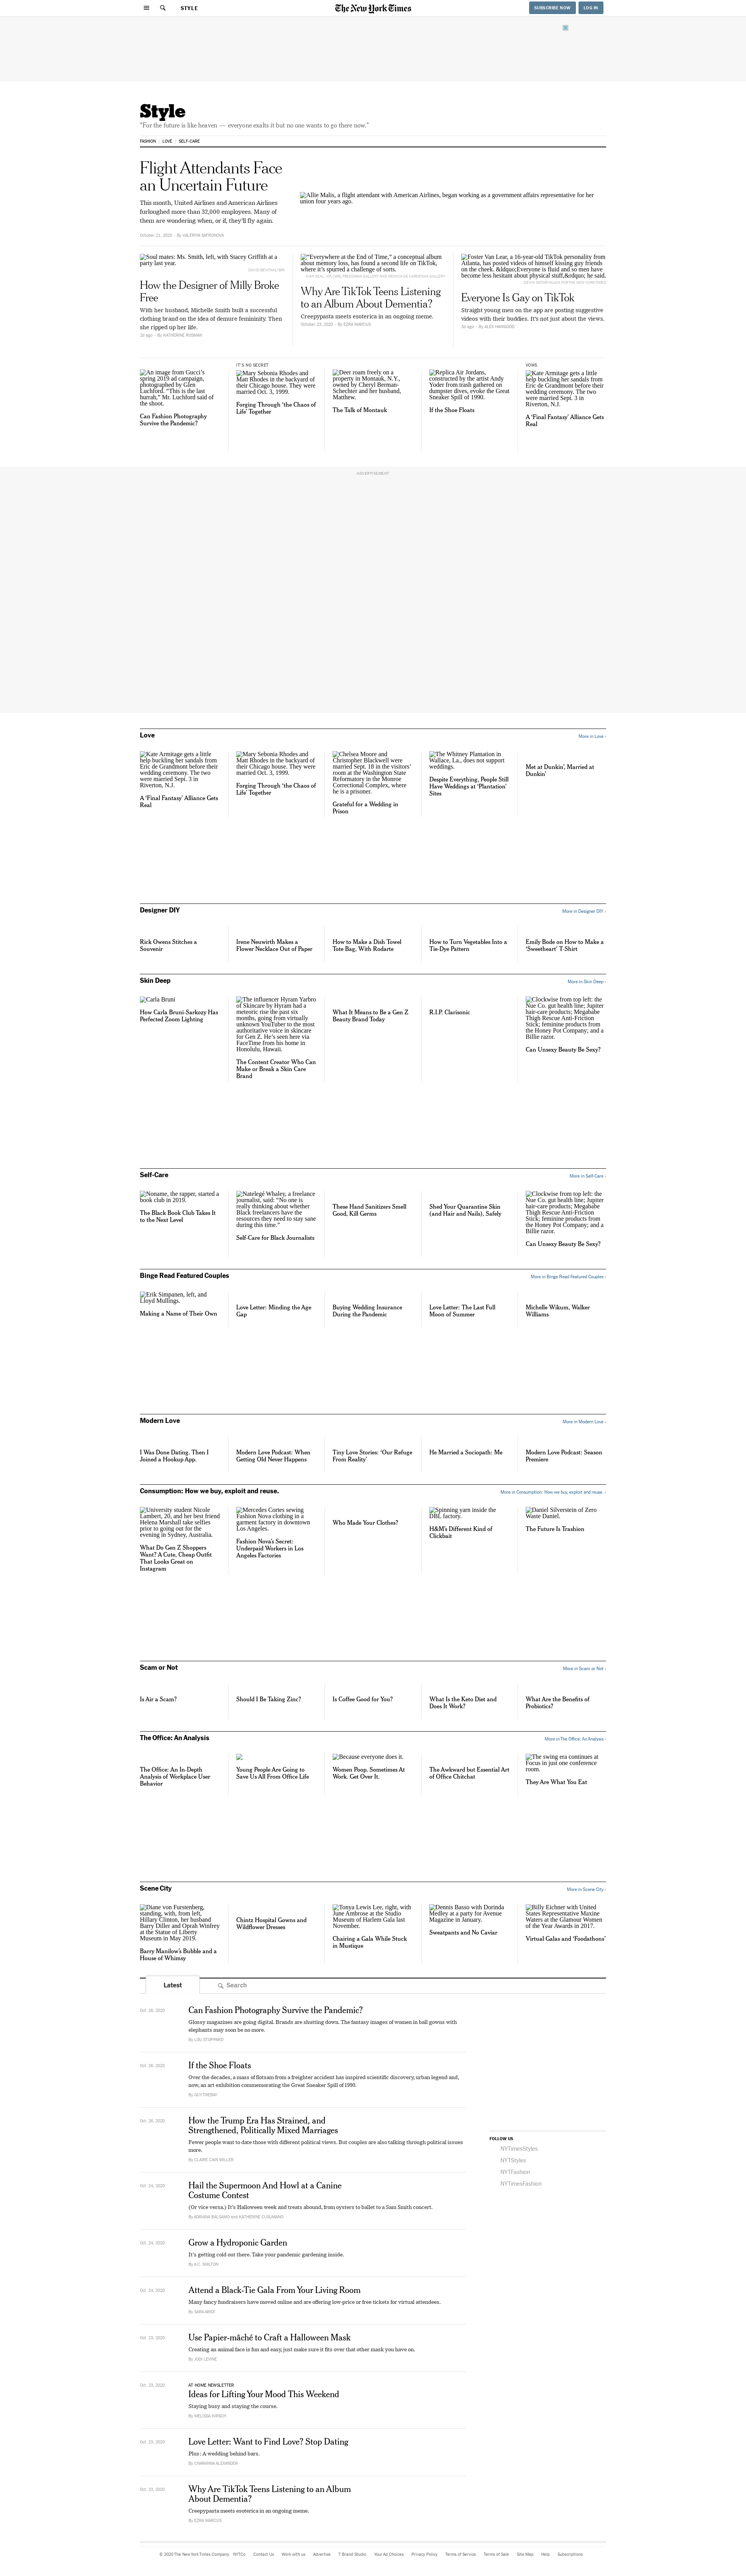 STYLE
The New York Times
SUBSCRIBE NOW
LOG IN
Style
“For the future is like heaven — everyone exalts it but no one wants to go there now.”
FASHION
LOVE
SELF-CARE
Flight Attendants Face
an Uncertain Future
This month, United Airlines and American Airlines
furloughed more than 32,000 employees. Many of
them are wondering when, or if, they’ll fly again.
October 21, 2020 – By VALERIYA SAFRONOVA
Allie Malis, a flight attendant with American Airlines, began working as a government affairs representative for her
union four years ago.
Soul mates: Ms. Smith, left, with Stacey Griffith at a
party last year.
How the Designer of Milly Broke
Free
With her husband, Michelle Smith built a successful
clothing brand on the idea of demure femininity. Then
she ripped up her life.
2d ago – By KATHERINE ROSMAN
“Everywhere at the End of Time,” a conceptual album
about memory loss, has found a second life on TikTok,
where it’s spurred a challenge of sorts.
Why Are TikTok Teens Listening
to an Album About Dementia?
Creepypasta meets esoterica in an ongoing meme.
October 23, 2020 – By EZRA MARCUS
Foster Van Lear, a 16-year-old TikTok personality from
Atlanta, has posted videos of himself kissing guy friends
on the cheek. &ldquo;Everyone is fluid and so men have
become less hesitant about physical stuff,&rdquo; he said.
Everyone Is Gay on TikTok
Straight young men on the app are posting suggestive
videos with their buddies. It’s not just about the views.
3d ago – By ALEX HAWGOOD
An image from Gucci’s
spring 2019 ad campaign,
photographed by Glen
Luchford. “This is the last
hurrah,” Mr. Luchford said of
the shoot.
Can Fashion Photography
Survive the Pandemic?
IT’S NO SECRET
Mary Sebonia Rhodes and
Matt Rhodes in the backyard of
their Chicago house. They were
married Oct. 3, 1999.
Forging Through ‘the Chaos of
Life’ Together
Deer roam freely on a
property in Montauk, N.Y.,
owned by Cheryl Berman-
Schechter and her husband,
Matthew.
The Talk of Montauk
Replica Air Jordans,
constructed by the artist Andy
Yoder from trash gathered on
dumpster dives, evoke the Great
Sneaker Spill of 1990.
If the Shoe Floats
VOWS
Kate Armitage gets a little
help buckling her sandals from
Eric de Grandmont before their
wedding ceremony. The two
were married Sept. 3 in
Riverton, N.J.
A ‘Final Fantasy’ Alliance Gets
Real
ADVERTISEMENT
Love
More in Love ›
Kate Armitage gets a little
help buckling her sandals from
Eric de Grandmont before their
wedding ceremony. The two
were married Sept. 3 in
Riverton, N.J.
A ‘Final Fantasy’ Alliance Gets
Real
Mary Sebonia Rhodes and
Matt Rhodes in the backyard of
their Chicago house. They were
married Oct. 3, 1999.
Forging Through ‘the Chaos of
Life’ Together
Chelsea Moore and
Christopher Blackwell were
married Sept. 18 in the visitors’
room at the Washington State
Reformatory in the Monroe
Correctional Complex, where
he is a prisoner.
Grateful for a Wedding in
Prison
The Whitney Plantation in
Wallace, La., does not support
weddings.
Despite Everything, People Still
Have Weddings at ‘Plantation’
Sites
Met at Dunkin’, Married at
Dunkin’
Designer DIY
More in Designer DIY ›
Rick Owens Stitches a
Souvenir
Irene Neuwirth Makes a
Flower Necklace Out of Paper
How to Make a Dish Towel
Tote Bag, With Rodarte
How to Turn Vegetables Into a
Tie-Dye Pattern
Emily Bode on How to Make a
‘Sweetheart’ T-Shirt
Skin Deep
More in Skin Deep ›
Carla Bruni
How Carla Bruni-Sarkozy Has
Perfected Zoom Lighting
The influencer Hyram Yarbro
of Skincare by Hyram had a
meteoric rise the past six
months, going from virtually
unknown YouTuber to the most
authoritative voice in skincare
for Gen Z. He’s seen here via
FaceTime from his home in
Honolulu, Hawaii.
The Content Creator Who Can
Make or Break a Skin Care
Brand
What It Means to Be a Gen Z
Beauty Brand Today
R.I.P. Clarisonic
Clockwise from top left: the
Nue Co. gut health line; Jupiter
hair-care products; Megababe
Thigh Rescue Anti-Friction
Stick; feminine products from
the Honey Pot Company; and a
Billie razor.
Can Unsexy Beauty Be Sexy?
Self-Care
More in Self-Care ›
Noname, the rapper, started a
book club in 2019.
The Black Book Club Takes It
to the Next Level
Natelegé Whaley, a freelance
journalist, said: “No one is
really thinking about whether
Black freelancers have the
resources they need to stay sane
during this time.”
Self-Care for Black Journalists
These Hand Sanitizers Smell
Good, Kill Germs
Shed Your Quarantine Skin
(and Hair and Nails), Safely
Clockwise from top left: the
Nue Co. gut health line; Jupiter
hair-care products; Megababe
Thigh Rescue Anti-Friction
Stick; feminine products from
the Honey Pot Company; and a
Billie razor.
Can Unsexy Beauty Be Sexy?
Binge Read Featured Couples
More in Binge Read Featured Couples ›
Erik Simpanen, left, and
Lloyd Mullings.
Making a Name of Their Own
Love Letter: Minding the Age
Gap
Buying Wedding Insurance
During the Pandemic
Love Letter: The Last Full
Moon of Summer
Michelle Wikum, Walker
Williams
Modern Love
More in Modern Love ›
I Was Done Dating. Then I
Joined a Hookup App.
Modern Love Podcast: When
Getting Old Never Happens
Tiny Love Stories: ‘Our Refuge
From Reality’
He Married a Sociopath: Me
Modern Love Podcast: Season
Premiere
Consumption: How we buy, exploit and reuse.
More in Consumption: How we buy, exploit and reuse. ›
University student Nicole
Lambert, 20, and her best friend
Helena Marshall take selfies
prior to going out for the
evening in Sydney, Australia.
What Do Gen Z Shoppers
Want? A Cute, Cheap Outfit
That Looks Great on
Instagram
Mercedes Cortes sewing
Fashion Nova clothing in a
garment factory in downtown
Los Angeles.
Fashion Nova’s Secret:
Underpaid Workers in Los
Angeles Factories
Who Made Your Clothes?
Spinning yarn inside the
DBL factory.
H&M’s Different Kind of
Clickbait
Daniel Silverstein of Zero
Waste Daniel.
The Future Is Trashion
Scam or Not
More in Scam or Not ›
Is Air a Scam?
Should I Be Taking Zinc?
Is Coffee Good for You?
What Is the Keto Diet and
Does It Work?
What Are the Benefits of
Probiotics?
The Office: An Analysis
More in The Office: An Analysis ›
The Office: An In-Depth
Analysis of Workplace User
Behavior
Young People Are Going to
Save Us All From Office Life
Because everyone does it.
Women Poop. Sometimes At
Work. Get Over It.
The Awkward but Essential Art
of Office Chitchat
The swing era continues at
Focus in just one conference
room.
They Are What You Eat
Scene City
More in Scene City ›
Diane von Furstenberg,
standing, with, from left,
Hillary Clinton, her husband
Barry Diller and Oprah Winfrey
at the Statue of Liberty
Museum in May 2019.
Barry Manilow’s Bubble and a
House of Whimsy
Chintz Hospital Gowns and
Wildflower Dresses
Tonya Lewis Lee, right, with
June Ambrose at the Studio
Museum of Harlem Gala last
November.
Chairing a Gala While Stuck
in Mustique
Dennis Basso with Dorinda
Medley at a party for Avenue
Magazine in January.
Sweatpants and No Caviar
Billy Eichner with United
States Representative Maxine
Waters at the Glamour Women
of the Year Awards in 2017.
Virtual Galas and ‘Foodathons’
Latest
Search
Oct. 26, 2020
Can Fashion Photography Survive the Pandemic?
Glossy magazines are going digital. Brands are shutting down. The fantasy images of women in ball gowns with
elephants may soon be no more.
By LOU STOPPARD
Oct. 26, 2020
If the Shoe Floats
Over the decades, a mass of flotsam from a freighter accident has inspired scientific discovery, urban legend and,
now, an art exhibition commemorating the Great Sneaker Spill of 1990.
By GUY TREBAY
Oct. 26, 2020
How the Trump Era Has Strained, and
Strengthened, Politically Mixed Marriages
Fewer people want to date those with different political views. But couples are also talking through political issues
more.
By CLAIRE CAIN MILLER
Oct. 24, 2020
Hail the Supermoon And Howl at a Canine
Costume Contest
(Or vice versa.) It’s Halloween week and treats abound, from oysters to ballet to a Sam Smith concert.
By ADRIANA BALSAMO and KATHERINE CUSUMANO
Oct. 24, 2020
Grow a Hydroponic Garden
It’s getting cold out there. Take your pandemic gardening inside.
By A.C. WALTON
Oct. 24, 2020
Attend a Black-Tie Gala From Your Living Room
Many fancy fundraisers have moved online and are offering low-price or free tickets for virtual attendees.
By SARA ARIDI
Oct. 23, 2020
Use Papier-mâché to Craft a Halloween Mask
Creating an animal face is fun and easy, just make sure it fits over that other mask you have on.
By JODI LEVINE
Oct. 23, 2020
AT HOME NEWSLETTER
Ideas for Lifting Your Mood This Weekend
Staying busy and staying the course.
By MELISSA KIRSCH
Oct. 23, 2020
Love Letter: Want to Find Love? Stop Dating
Plus: A wedding behind bars.
By CHARANNA ALEXANDER
Oct. 23, 2020
Why Are TikTok Teens Listening to an Album
About Dementia?
Creepypasta meets esoterica in an ongoing meme.
By EZRA MARCUS
FOLLOW US
NYTimesStyles
NYTStyles
NYTFashion
NYTimesFashion
© 2020 The New York Times Company
NYTCo
Contact Us
Work with us
Advertise
T Brand Studio
Your Ad Choices
Privacy Policy
Terms of Service
Terms of Sale
Site Map
Help
Subscriptions